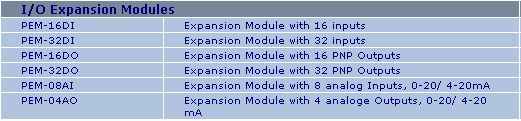 I/O Expansion Modules
PEM-16DI Expansion Module with 16 inputs
PEM-32DI Expansion Module with 32 inputs
PEM-16DO Expansion Module with 16 PNP Outputs
PEM-32DO Expansion Module with 32 PNP Outputs
PEM-08AI Expansion Module with 8 analog Inputs, 0-20/ 4-20mA
PEM-04AO Expansion Module with 4 analoge Outputs, 0-20/ 4-20
mA